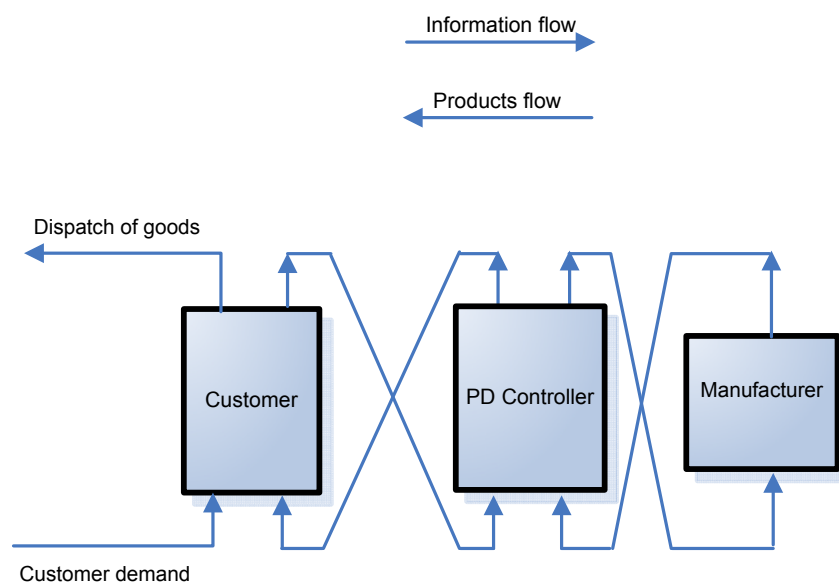 Information flow
Products flow
Dispatch of goods
Customer
PD Controller
Manufacturer
Customer demand